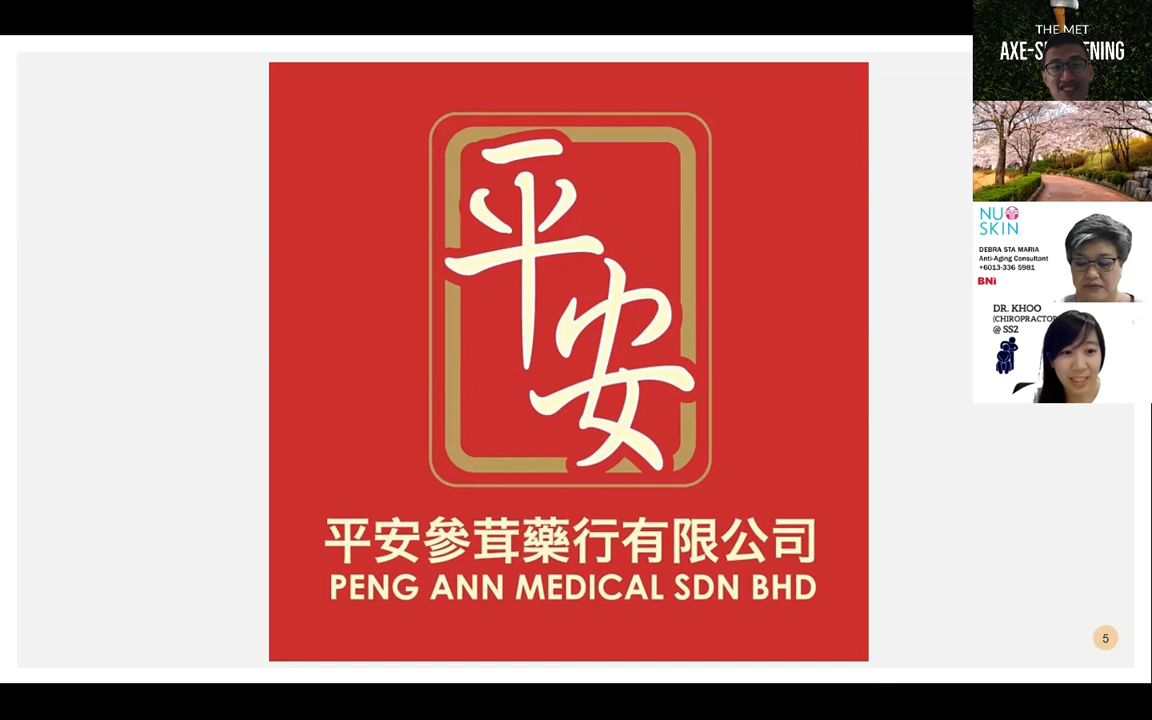 平安
平安參茸藥行有限公司
PENG ANN MEDICAL SDN BHD
5
THE MET
NU
SKIN
DEBRA STA MARIA
Anti-Aging Consultant
+6013-336 5981
BNI
DR. KHOO
(CHIROPRACTOR
@ SS2